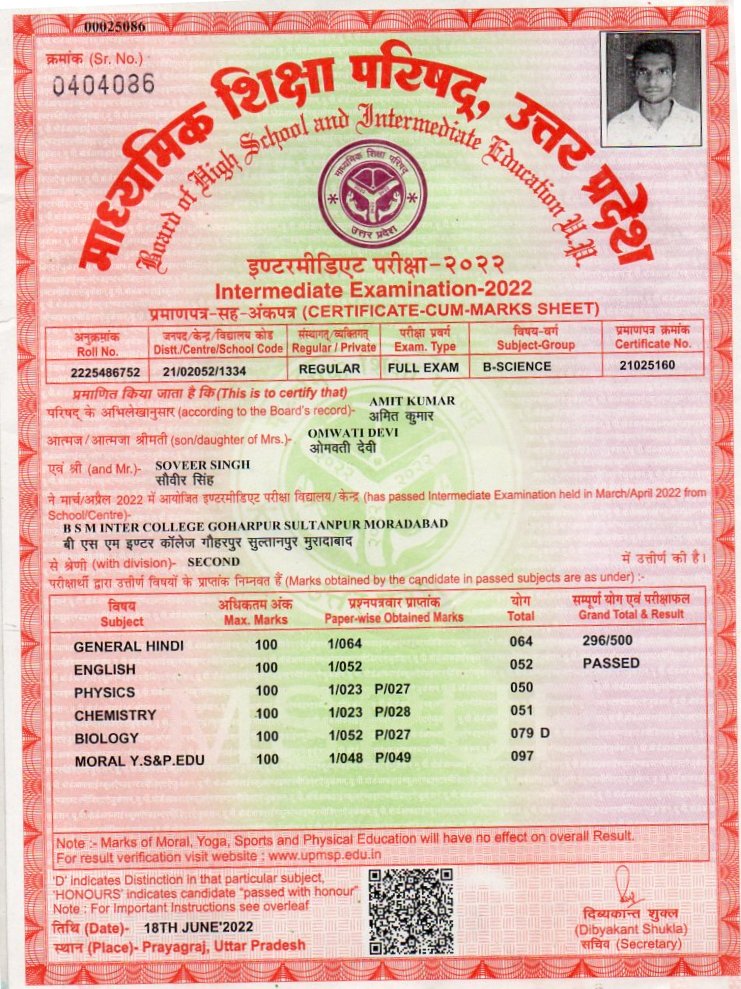 00025086
क्रमांक (Sr. No.)
0404086
माध्यमिक शिक्षा परिषद्, उत्तर प्रदेश
Board of High School and Intermediate Education U.P.
माध्यमिक शिक्षा परिषद्
उत्तर प्रदेश
इण्टरमीडिएट परीक्षा-२०२२
Intermediate Examination-2022
प्रमाणपत्र-सह-अंकपत्र (CERTIFICATE-CUM-MARKS SHEET)
अनुक्रमांक जनपद/केन्द्र/विद्यालय कोड संस्थागत/व्यक्तिगत परीक्षा प्रवर्ग विषय-वर्ग प्रमाणपत्र क्रमांक
Roll No. Distt./Centre/School Code Regular / Private Exam. Type Subject-Group Certificate No.
2225486752 21/02052/1334 REGULAR FULL EXAM B-SCIENCE 21025160
प्रमाणित किया जाता है कि (This is to certify that)
AMIT KUMAR
परिषद् के अभिलेखानुसार (according to the Board's record)- अमित कुमार
OMWATI DEVI
आत्मज/आत्मजा श्रीमती (son/daughter of Mrs.)- ओमवती देवी
एवं श्री (and Mr.)- SOVEER SINGH
सौवीर सिंह
ने मार्च/अप्रैल 2022 में आयोजित इण्टरमीडिएट परीक्षा विद्यालय/केन्द्र (has passed Intermediate Examination held in March/April 2022 from
School/Centre)-
B S M INTER COLLEGE GOHARPUR SULTANPUR MORADABAD
बी एस एम इण्टर कॉलेज गौहरपुर सुल्तानपुर मुरादाबाद
से श्रेणी (with division)- SECOND में उत्तीर्ण की है।
परीक्षार्थी द्वारा उत्तीर्ण विषयों के प्राप्तांक निम्नवत हैं (Marks obtained by the candidate in passed subjects are as under) :-
विषय अधिकतम अंक प्रश्नपत्रवार प्राप्तांक योग सम्पूर्ण योग एवं परीक्षाफल
Subject Max. Marks Paper-wise Obtained Marks Total Grand Total & Result
GENERAL HINDI 100 1/064 064 296/500
ENGLISH 100 1/052 052 PASSED
PHYSICS 100 1/023 P/027 050
CHEMISTRY 100 1/023 P/028 051
BIOLOGY 100 1/052 P/027 079 D
MORAL Y.S&P.EDU 100 1/048 P/049 097
Note :- Marks of Moral, Yoga, Sports and Physical Education will have no effect on overall Result.
For result verification visit website : www.upmsp.edu.in
'D' indicates Distinction in that particular subject,
'HONOURS' indicates candidate "passed with honour"
Note : For Important Instructions see overleaf
तिथि (Date)- 18TH JUNE'2022
स्थान (Place)- Prayagraj, Uttar Pradesh
दिव्यकान्त शुक्ल
(Dibyakant Shukla)
सचिव (Secretary)